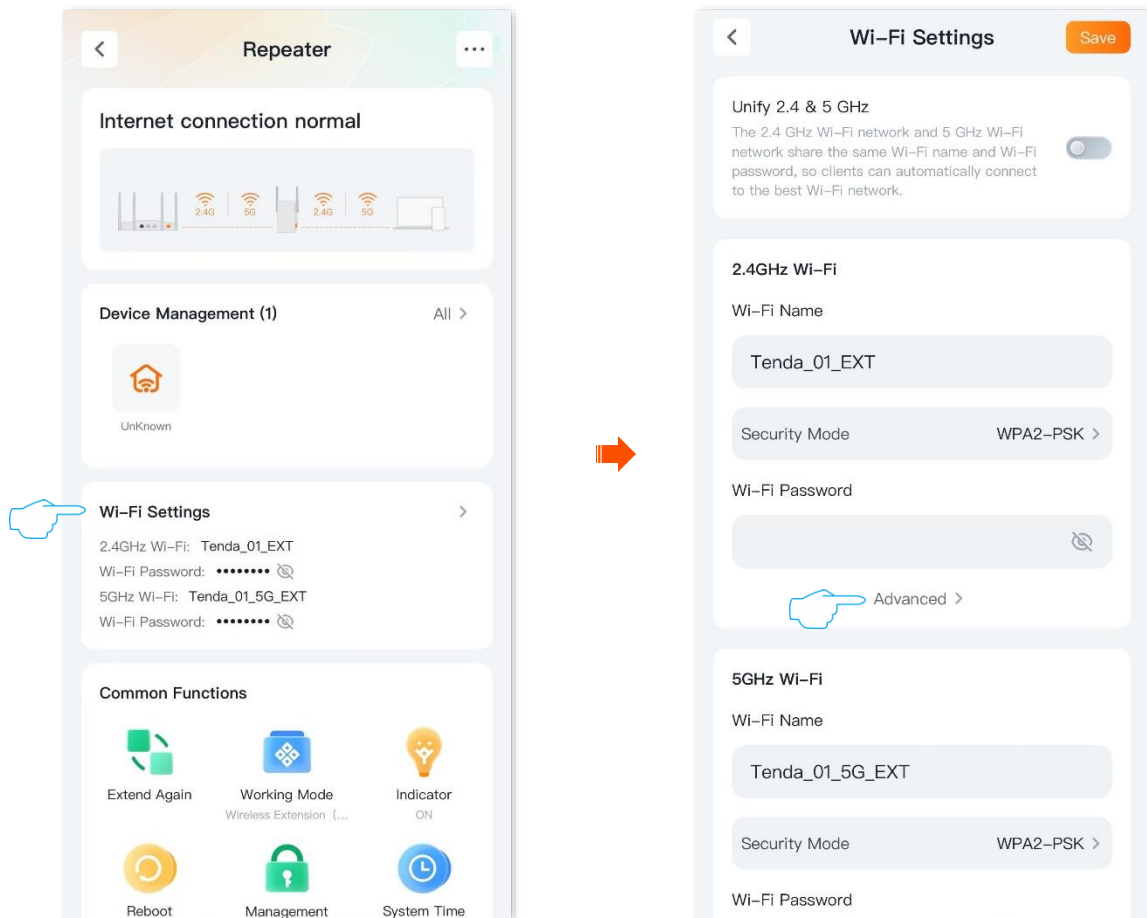 Repeater
...
Internet connection normal
2.4G 5G 2.4G 5G
Device Management (1) All >
UnKnown
Wi-Fi Settings >
2.4GHz Wi-Fi: Tenda_01_EXT
Wi-Fi Password: ••••••••
5GHz Wi-Fi: Tenda_01_5G_EXT
Wi-Fi Password: ••••••••
Common Functions
Extend Again Working Mode Indicator
Wireless Extension (... ON
Reboot Management System Time
Wi-Fi Settings Save
Unify 2.4 & 5 GHz
The 2.4 GHz Wi-Fi network and 5 GHz Wi-Fi
network share the same Wi-Fi name and Wi-Fi
password, so clients can automatically connect
to the best Wi-Fi network.
2.4GHz Wi-Fi
Wi-Fi Name
Tenda_01_EXT
Security Mode WPA2-PSK >
Wi-Fi Password
Advanced >
5GHz Wi-Fi
Wi-Fi Name
Tenda_01_5G_EXT
Security Mode WPA2-PSK >
Wi-Fi Password